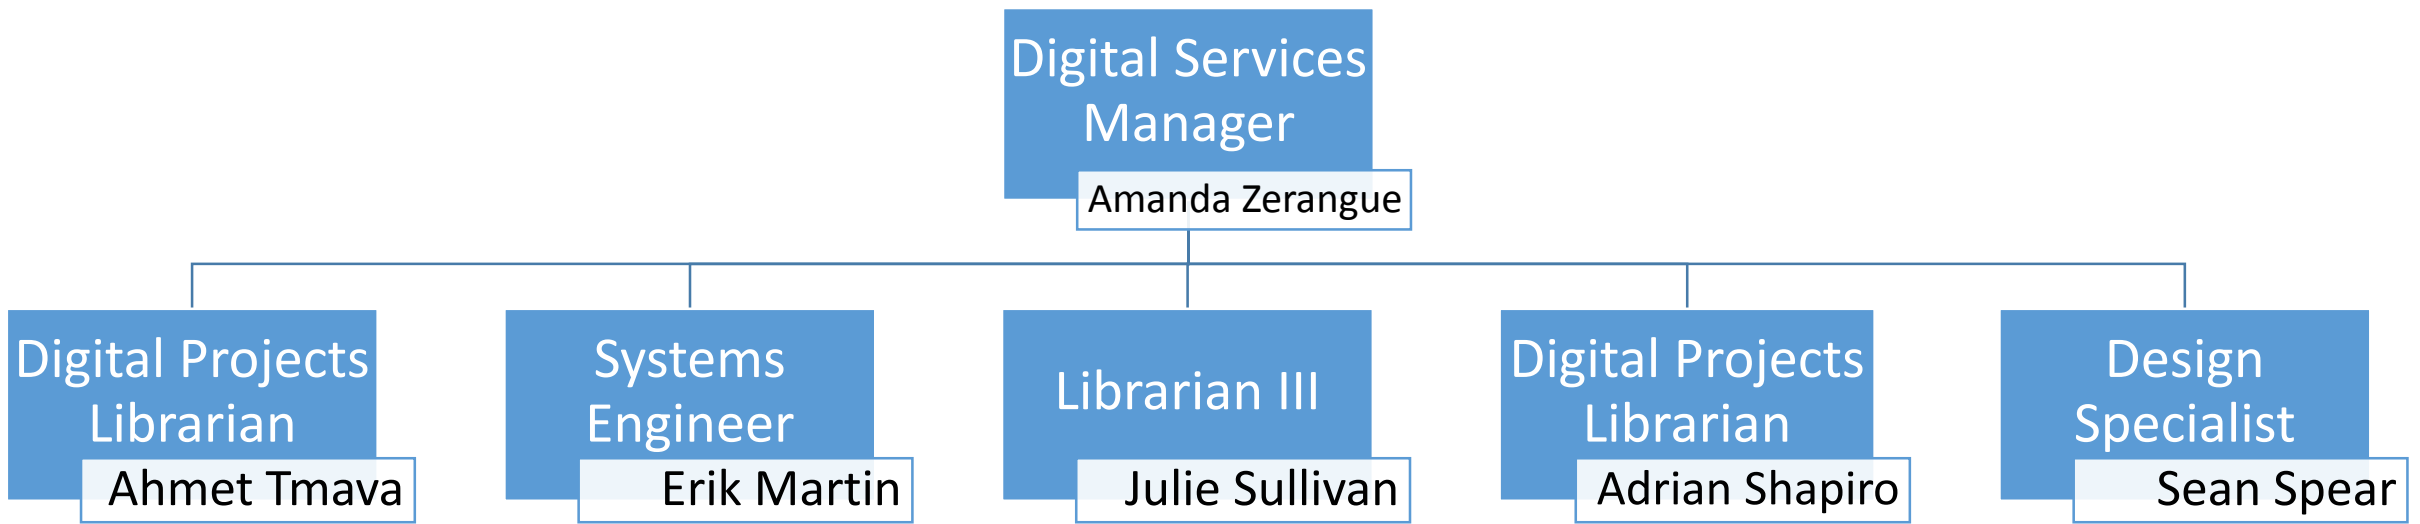 Digital Services
Manager
Amanda Zerangue
Digital Projects
Librarian
Ahmet Tmava
Systems
Engineer
Erik Martin
Librarian III
Julie Sullivan
Digital Projects
Librarian
Adrian Shapiro
Design
Specialist
Sean Spear